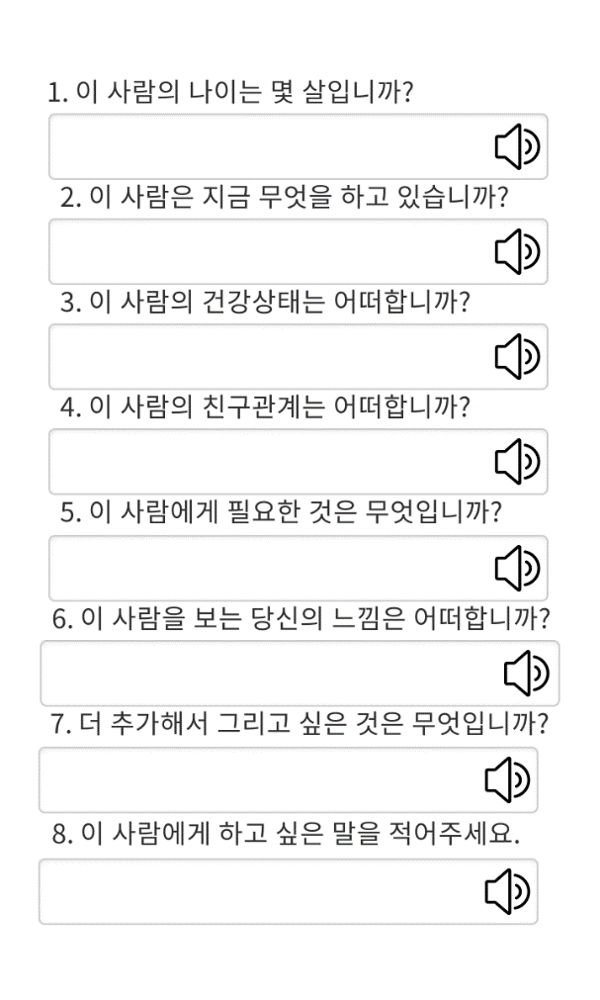 1. 이 사람의 나이는 몇 살입니까?
2. 이 사람은 지금 무엇을 하고 있습니까?
3. 이 사람의 건강상태는 어떠합니까?
4. 이 사람의 친구관계는 어떠합니까?
5. 이 사람에게 필요한 것은 무엇입니까?
6. 이 사람을 보는 당신의 느낌은 어떠합니까?
7. 더 추가해서 그리고 싶은 것은 무엇입니까?
8. 이 사람에게 하고 싶은 말을 적어주세요.